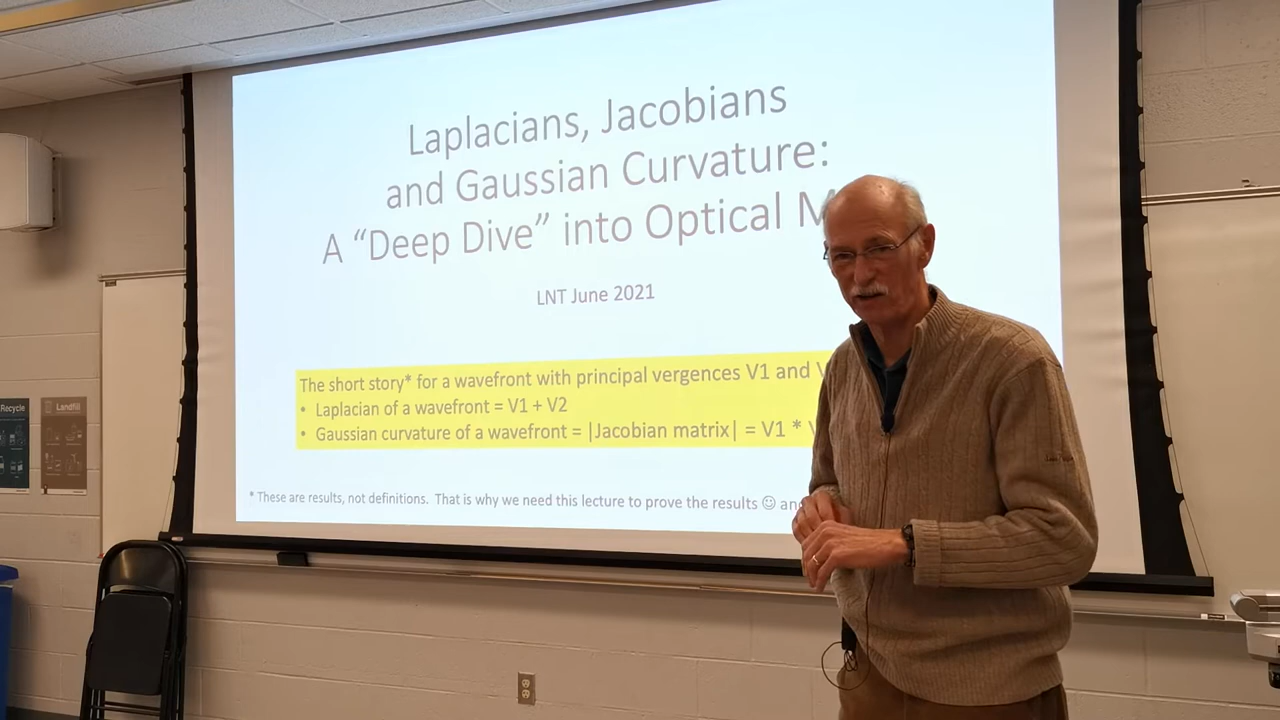 Laplacians, Jacobians
and Gaussian Curvature:
A “Deep Dive” into Optical M
LNT June 2021
The short story* for a wavefront with principal vergences V1 and
• Laplacian of a wavefront = V1 + V2
• Gaussian curvature of a wavefront = |Jacobian matrix| = V1 *
* These are results, not definitions. That is why we need this lecture to prove the results ☺ and
Recycle
Landfill